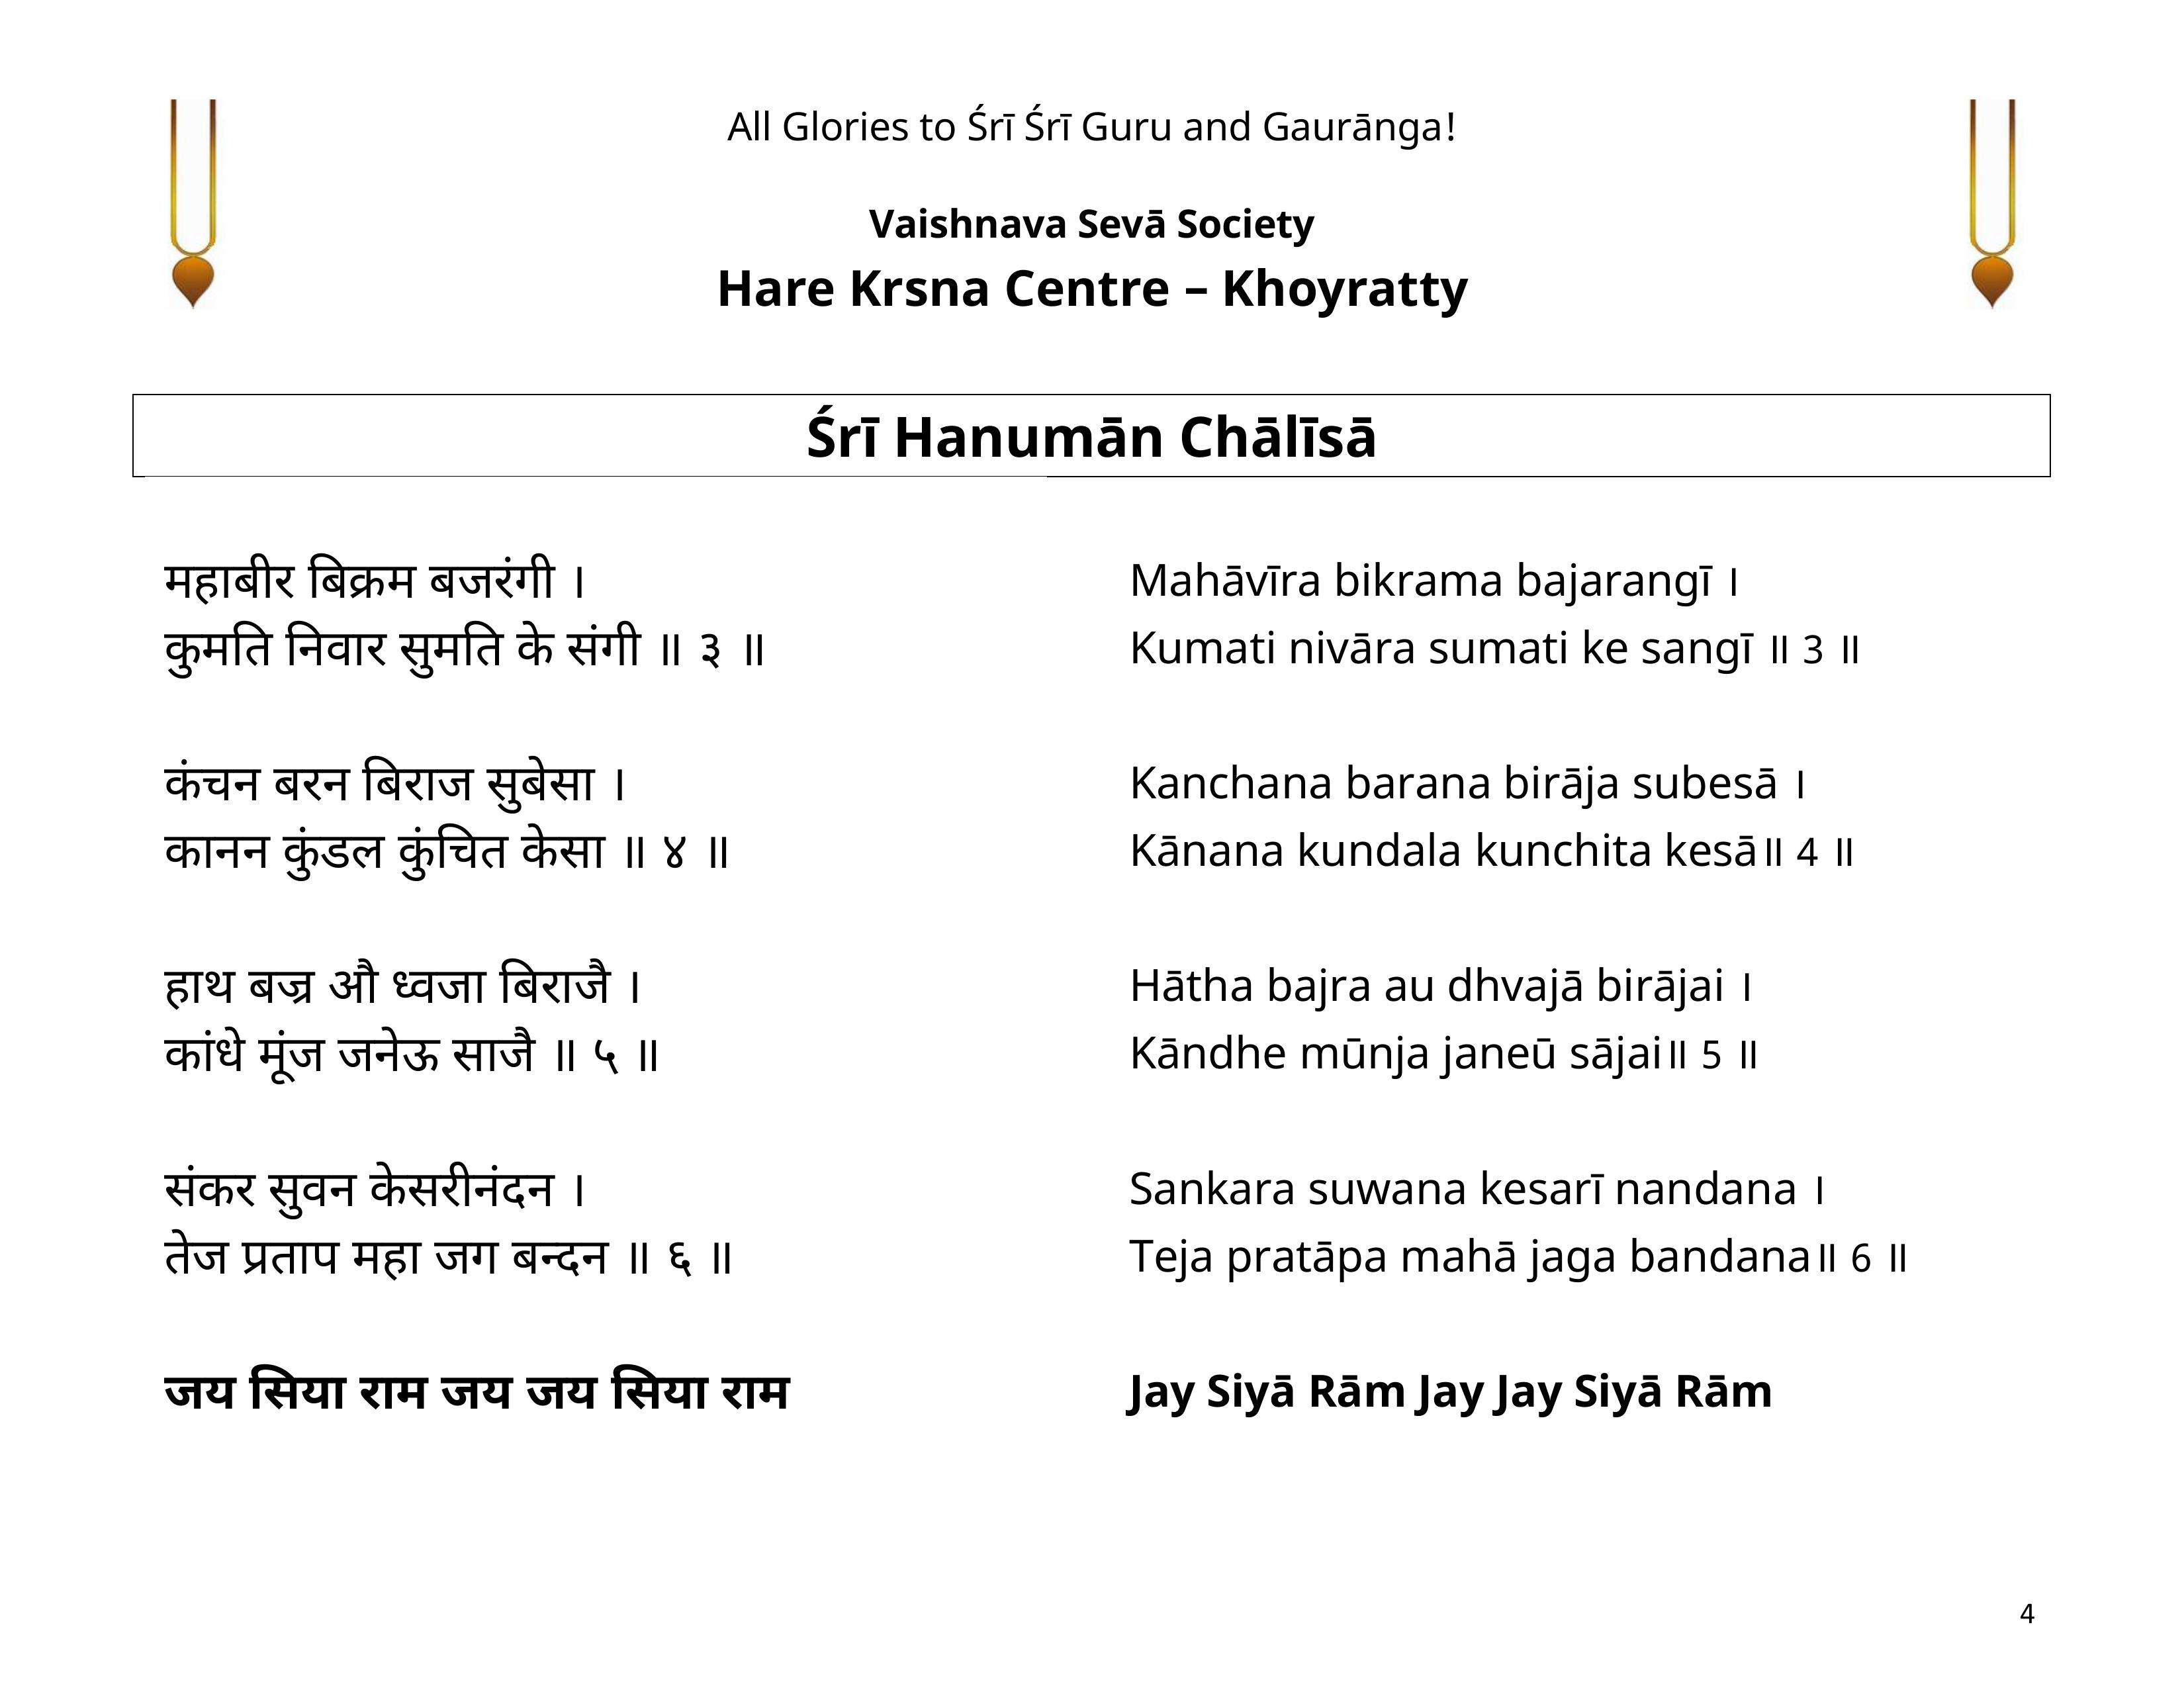 All Glories to Śrī Śrī Guru and Gaurānga!
Vaishnava Sevā Society
Hare Krsna Centre – Khoyratty
Śrī Hanumān Chālīsā
महाबीर बिक्रम बजरंगी ।
कुमति निवार सुमति के संगी ॥ ३ ॥
कंचन बरन बिराज सुबेसा ।
कानन कुंडल कुंचित केसा ॥ ४ ॥
हाथ बज्र औ ध्वजा बिराजै ।
कांधे मूंज जनेऊ साजै ॥ ५ ॥
संकर सुवन केसरीनंदन ।
तेज प्रताप महा जग बन्दन ॥ ६ ॥
जय सिया राम जय जय सिया राम
Mahāvīra bikrama bajarangī ।
Kumati nivāra sumati ke sangī ॥ 3 ॥
Kanchana barana birāja subesā ।
Kānana kundala kunchita kesā॥ 4 ॥
Hātha bajra au dhvajā birājai ।
Kāndhe mūnja janeū sājai॥ 5 ॥
Sankara suwana kesarī nandana ।
Teja pratāpa mahā jaga bandana॥ 6 ॥
Jay Siyā Rām Jay Jay Siyā Rām
4